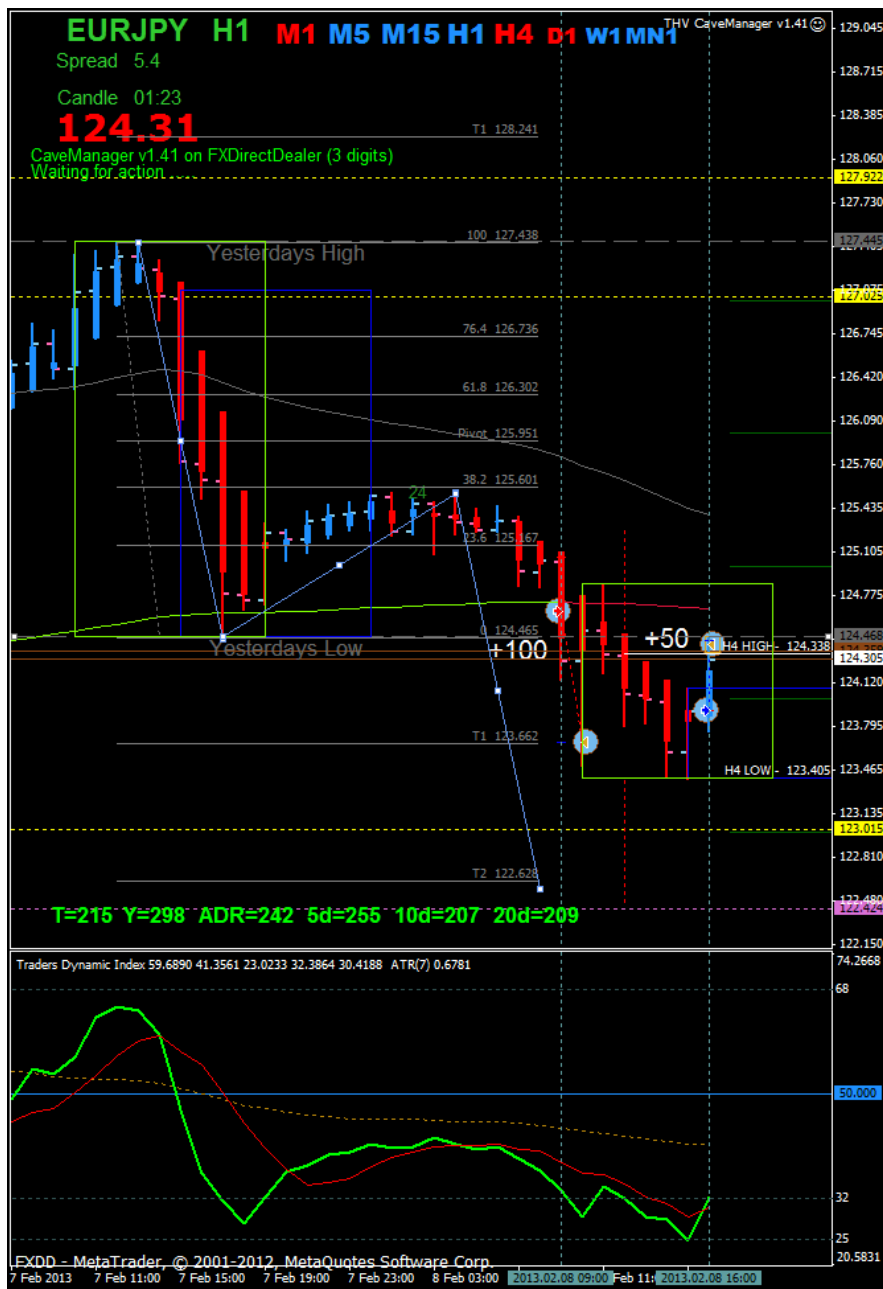 EURJPY H1 M1 M5 M15 H1 H4 D1 W1 MN1 THV CaveManager v1.41
Spread 5.4
Candle 01:23
124.31
CaveManager v1.41 on FXDirectDealer (3 digits)
Waiting for action
T1 128.241
100 127.438
Yesterdays High
76.4 126.736
61.8 126.302
Pivot 125.951
38.2 125.601
24
23.6 125.167
0 124.465
Yesterdays Low
+100
+50
H4 HIGH- 124.338
T1 123.662
H4 LOW - 123.405
T2 122.628
T=215 Y=298 ADR=242 5d=255 10d=207 20d=209
129.045
128.715
128.385
128.060
127.922
127.730
127.445
127.025
126.745
126.420
126.090
125.760
125.435
125.105
124.775
124.468
124.305
124.120
123.795
123.465
123.135
123.015
122.810
122.480
122.424
122.150
Traders Dynamic Index 59.6890 41.3561 23.0233 32.3864 30.4188 ATR(7) 0.6781
74.2668
68
50.000
32
25
20.5831
FXDD - MetaTrader, © 2001-2012, MetaQuotes Software Corp.
7 Feb 2013 7 Feb 11:00 7 Feb 15:00 7 Feb 19:00 7 Feb 23:00 8 Feb 03:00 2013.02.08 09:00 Feb 11: 2013.02.08 16:00